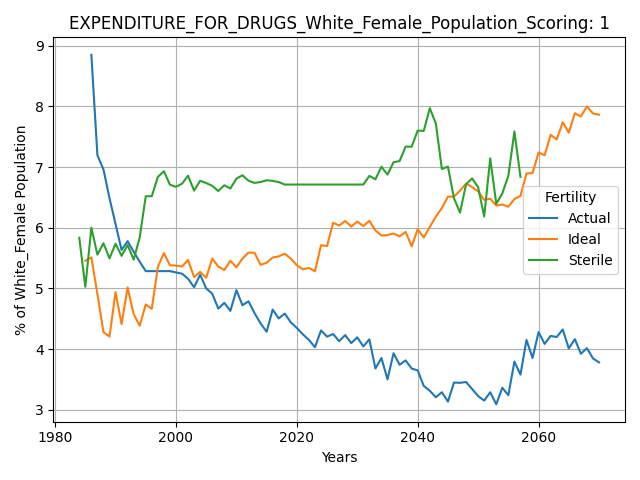 EXPENDITURE_FOR_DRUGS_White_Female_Population_Scoring: 1
% of White_Female Population
9
8
7
6
5
4
3
Fertility
Actual
Ideal
Sterile
1980
2000
2020
2040
2060
Years